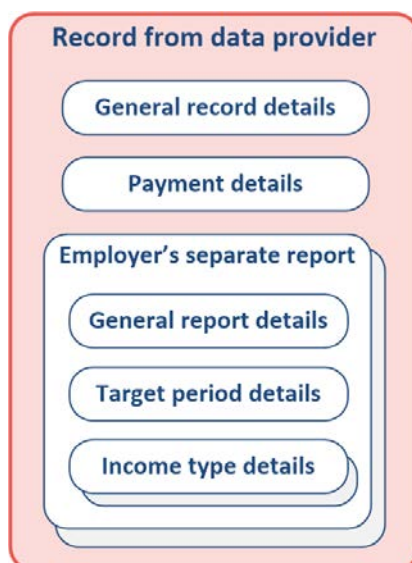 Record from data provider
General record details
Payment details
Employer's separate report
General report details
Target period details
Income type details